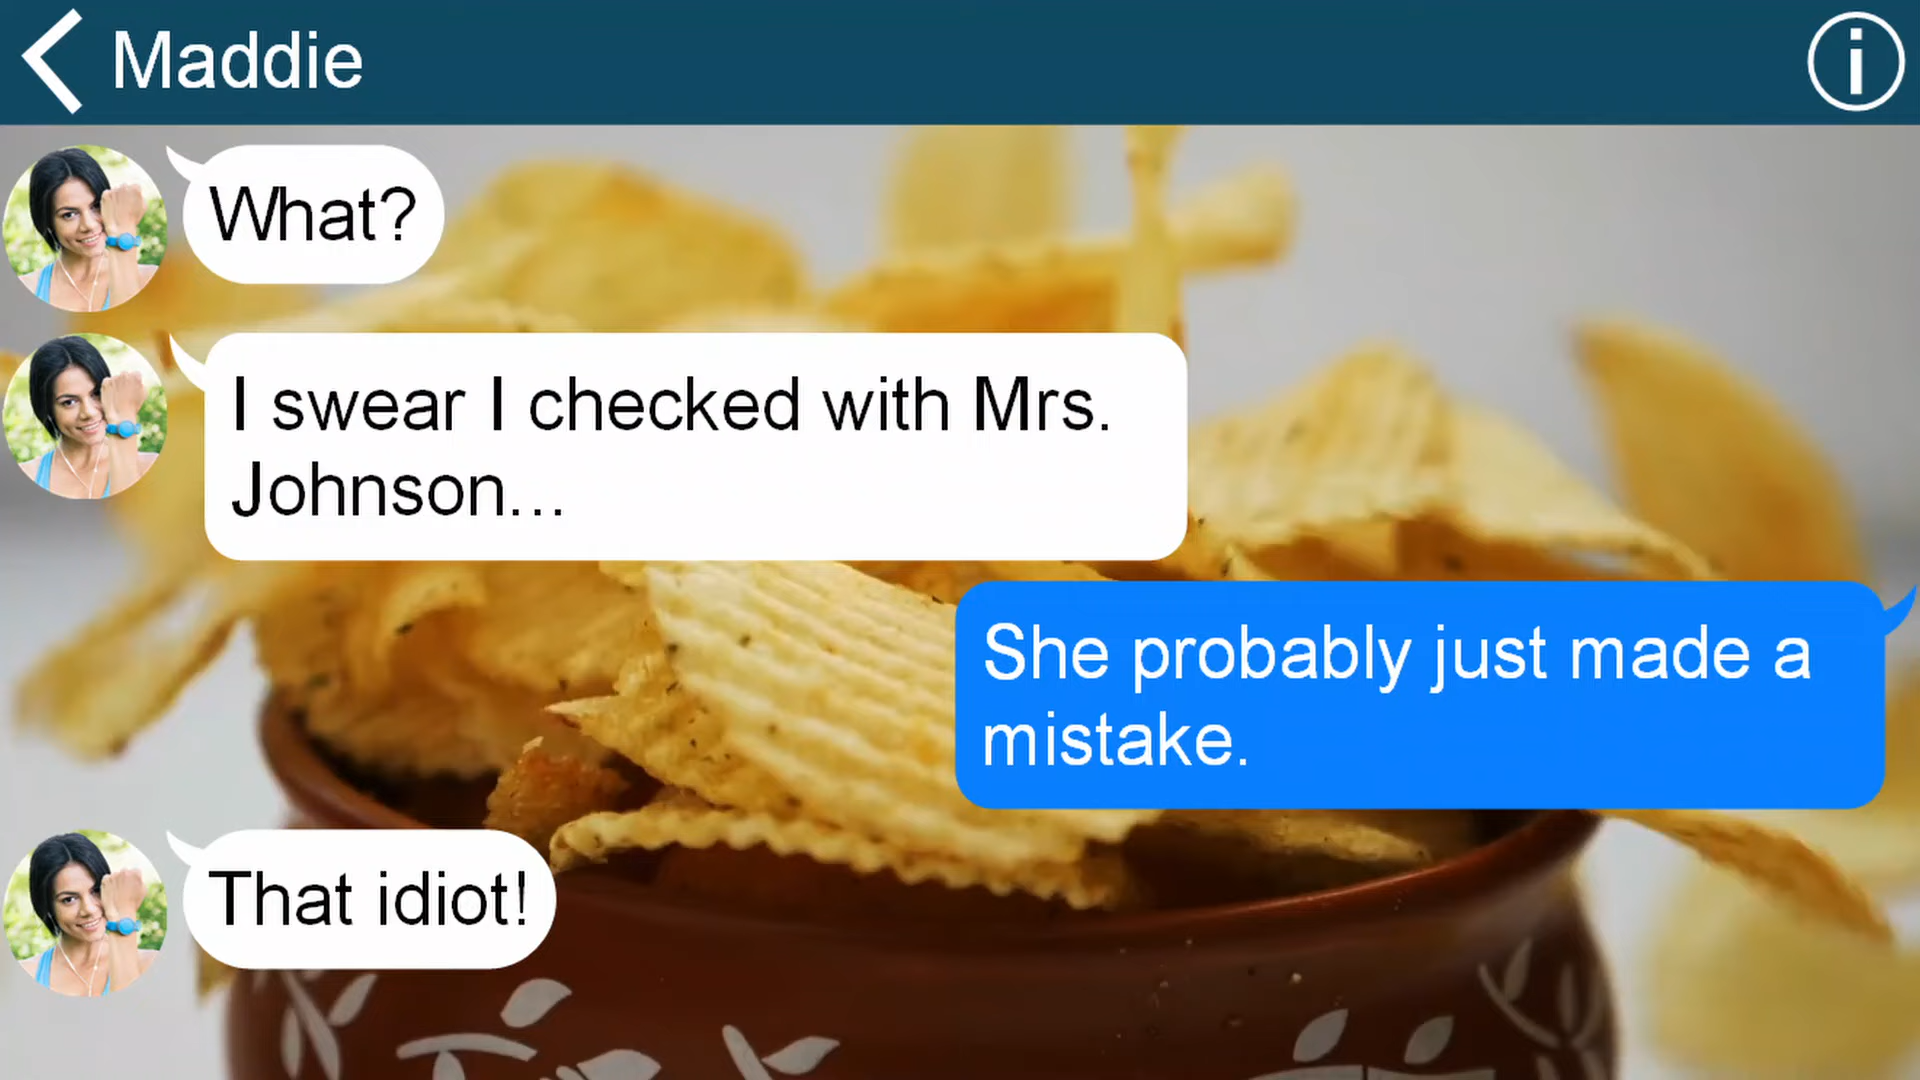 Maddie
What?
I swear I checked with Mrs.
Johnson...
She probably just made a
mistake.
That idiot!